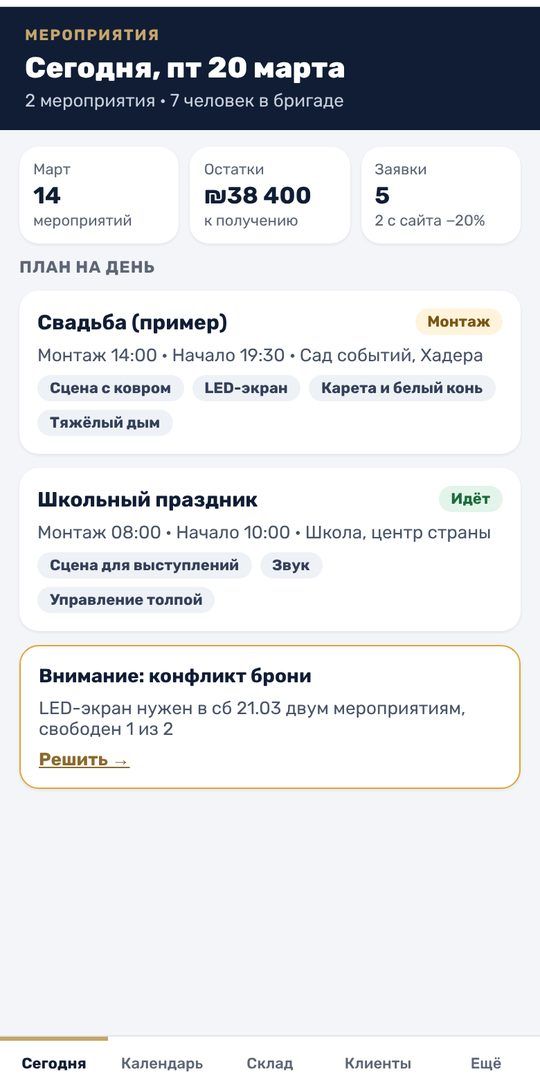 МЕРОПРИЯТИЯ
Сегодня, пт 20 марта
2 мероприятия • 7 человек в бригаде
Март
14
мероприятий
Остатки
₪38 400
к получению
Заявки
5
2 с сайта −20%
ПЛАН НА ДЕНЬ
Свадьба (пример)
Монтаж
Монтаж 14:00 • Начало 19:30 • Сад событий, Хадера
Сцена с ковром
LED-экран
Карета и белый конь
Тяжёлый дым
Школьный праздник
Идёт
Монтаж 08:00 • Начало 10:00 • Школа, центр страны
Сцена для выступлений
Звук
Управление толпой
Внимание: конфликт брони
LED-экран нужен в сб 21.03 двум мероприятиям,
свободен 1 из 2
Решить →
Сегодня
Календарь
Склад
Клиенты
Ещё